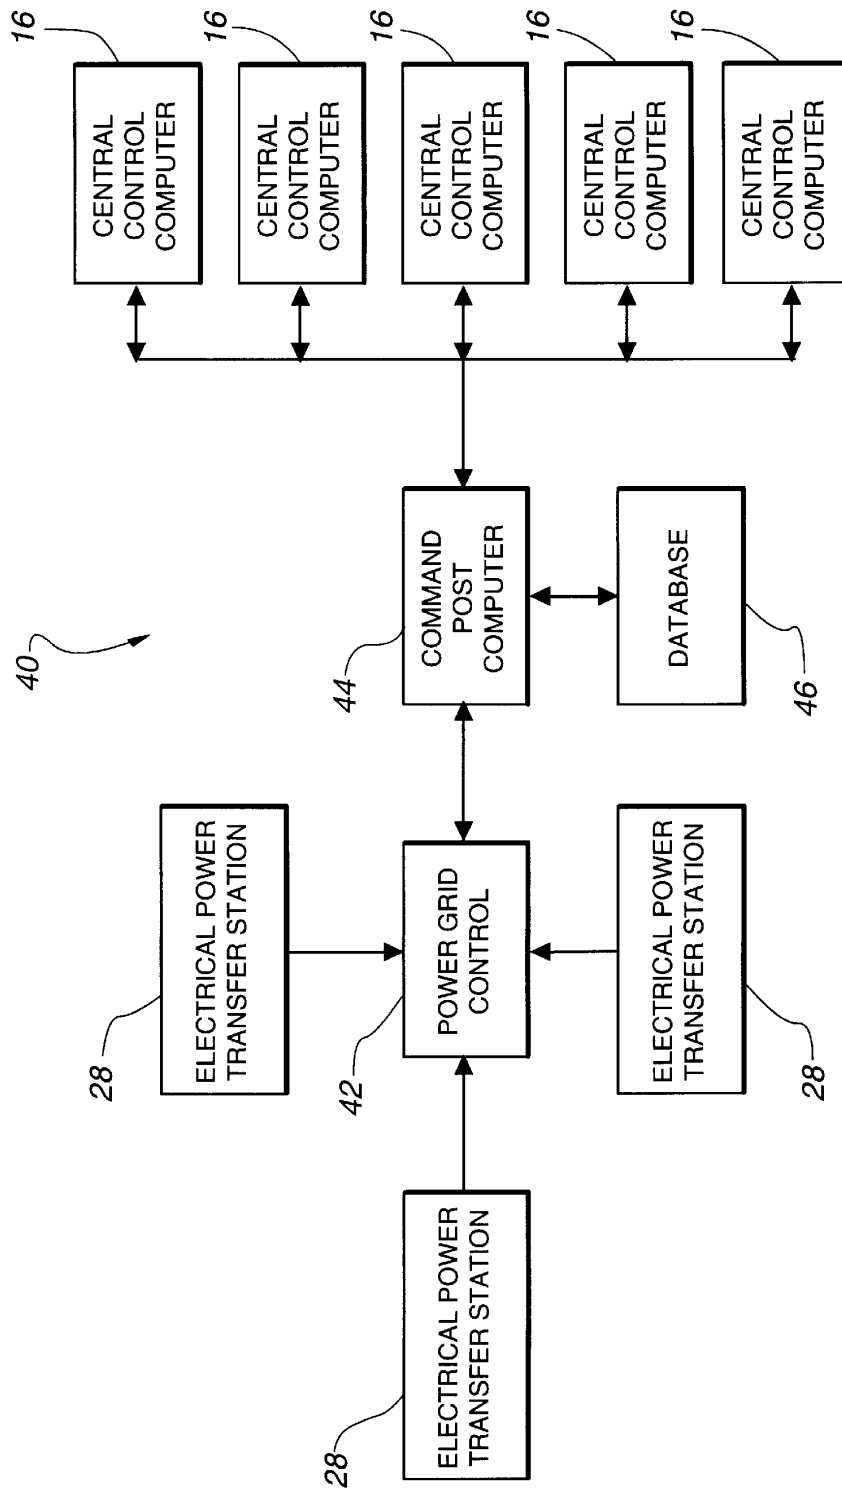 40
16
CENTRAL
CONTROL
COMPUTER
16
CENTRAL
CONTROL
COMPUTER
16
CENTRAL
CONTROL
COMPUTER
16
CENTRAL
CONTROL
COMPUTER
16
CENTRAL
CONTROL
COMPUTER
44
COMMAND
POST
COMPUTER
DATABASE
46
28
ELECTRICAL POWER
TRANSFER STATION
42
POWER GRID
CONTROL
ELECTRICAL POWER
TRANSFER STATION
28
28
ELECTRICAL POWER
TRANSFER STATION